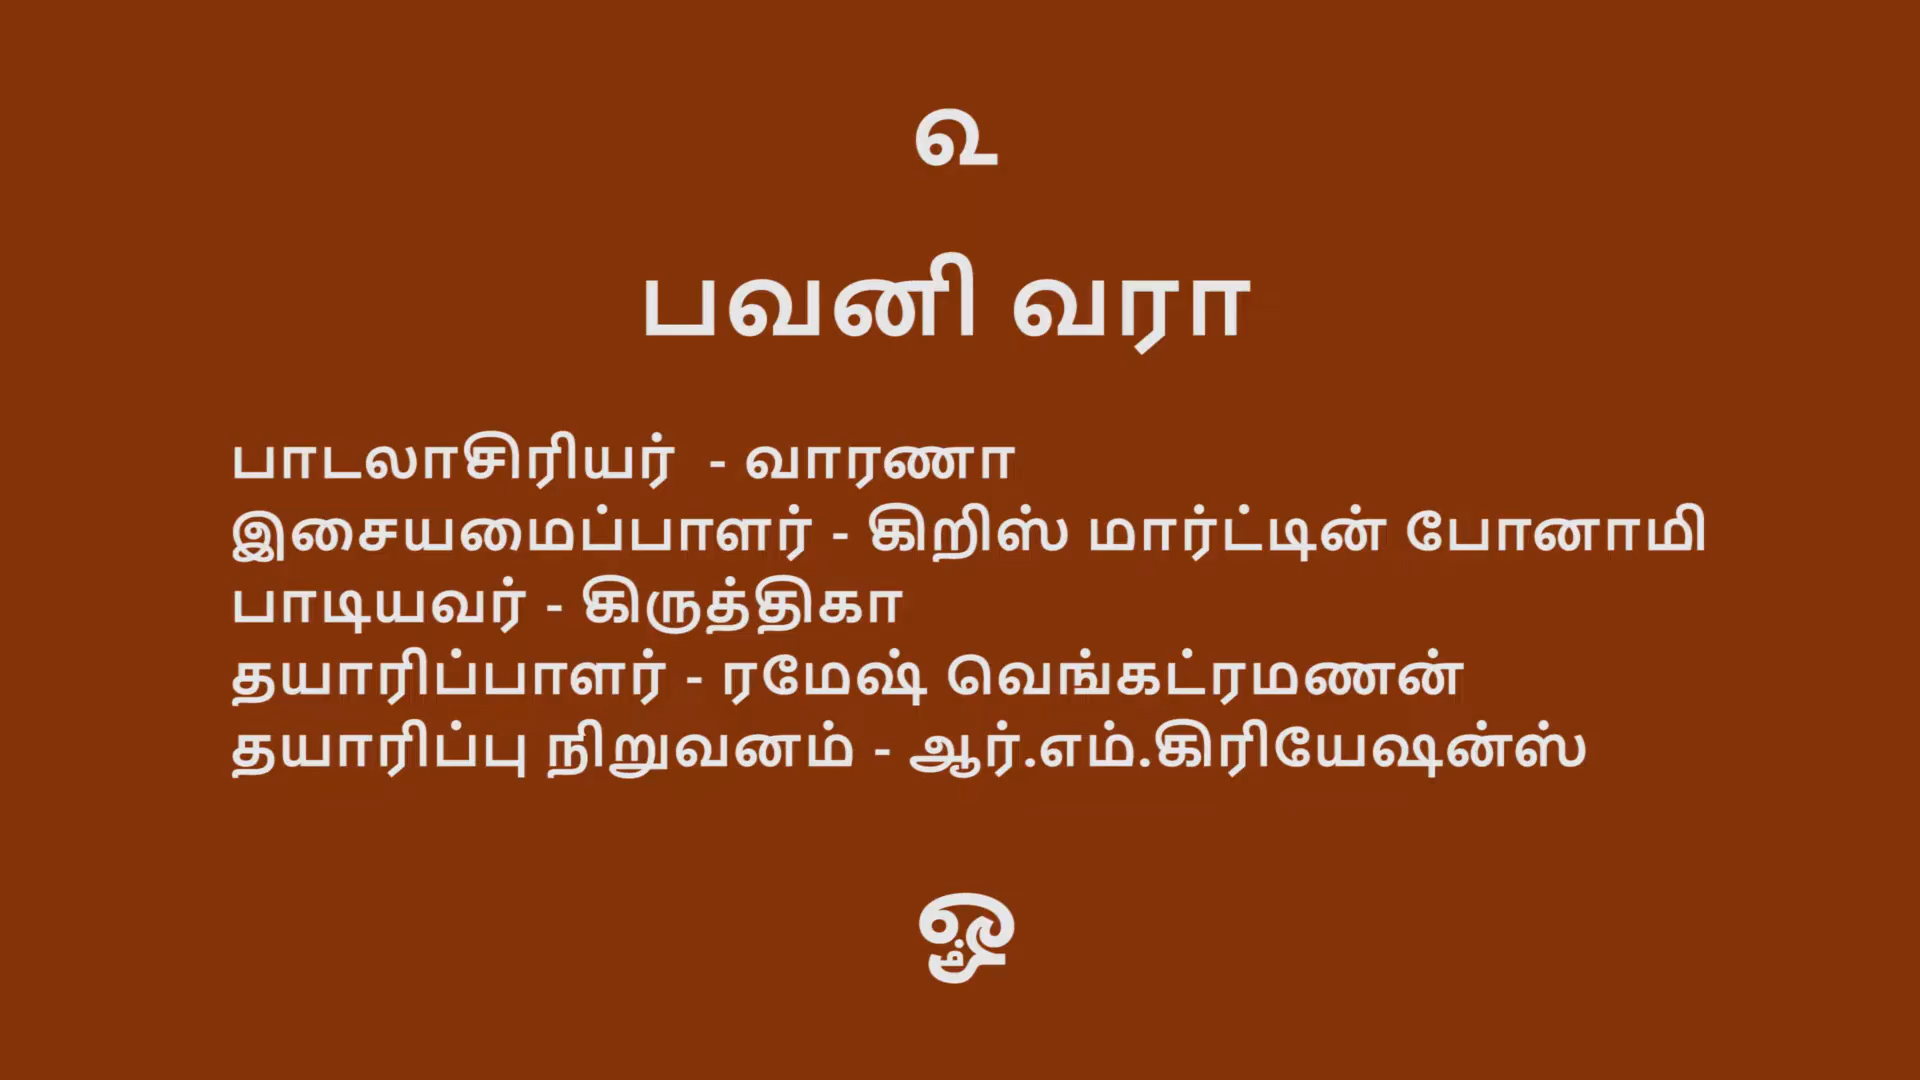 உ
பவனி வரா
பாடலாசிரியர் - வாரணா
இசையமைப்பாளர் - கிறிஸ் மார்ட்டின் போனாமி
பாடியவர் - கிருத்திகா
தயாரிப்பாளர் - ரமேஷ் வெங்கட்ரமணன்
தயாரிப்பு நிறுவனம் - ஆர்.எம்.கிரியேஷன்ஸ்
ௐ